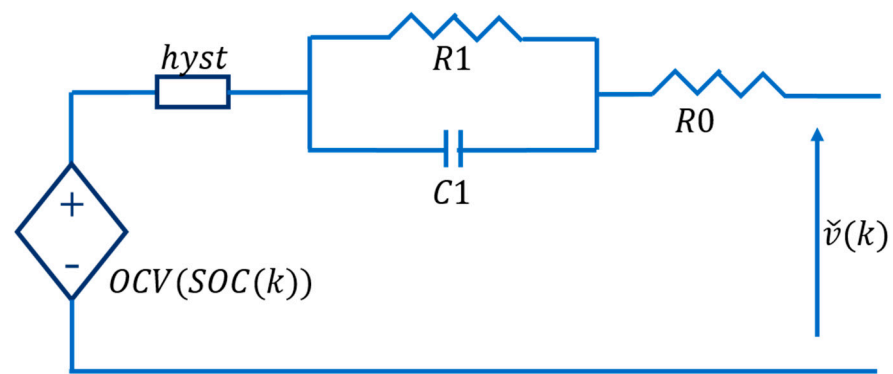 hyst
R1
R0
C1
+
-
OCV(SOC(k))
v̌(k)